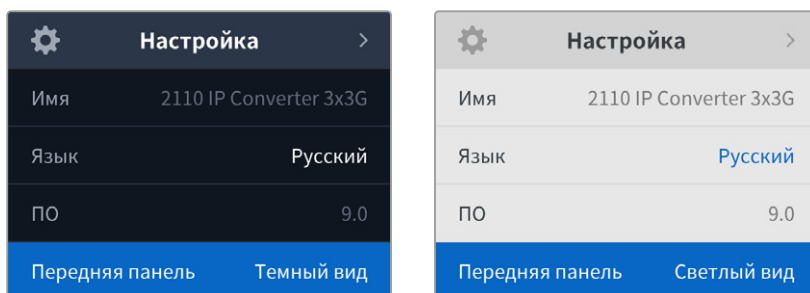 Настройка
Имя 2110 IP Converter 3x3G
Язык Русский
ПО 9.0
Передняя панель Темный вид
Настройка
Имя 2110 IP Converter 3x3G
Язык Русский
ПО 9.0
Передняя панель Светлый вид